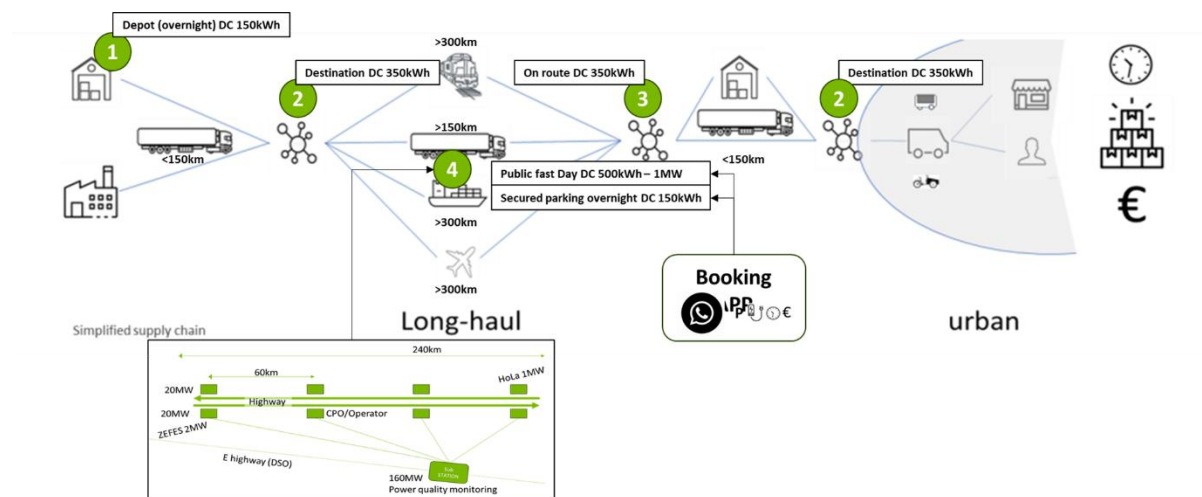 Depot (overnight) DC 150kWh
1
<150km
Destination DC 350kWh
2
>300km
>150km
4
>300km
>300km
On route DC 350kWh
3
Public fast Day DC 500kWh – 1MW
Secured parking overnight DC 150kWh
<150km
Destination DC 350kWh
2
€
Booking
APP
P
€
Simplified supply chain
Long-haul
urban
240km
60km
HoLa 1MW
20MW
Highway
20MW
CPO/Operator
ZEFES 2MW
E highway (DSO)
Sub
STATION
160MW
Power quality monitoring